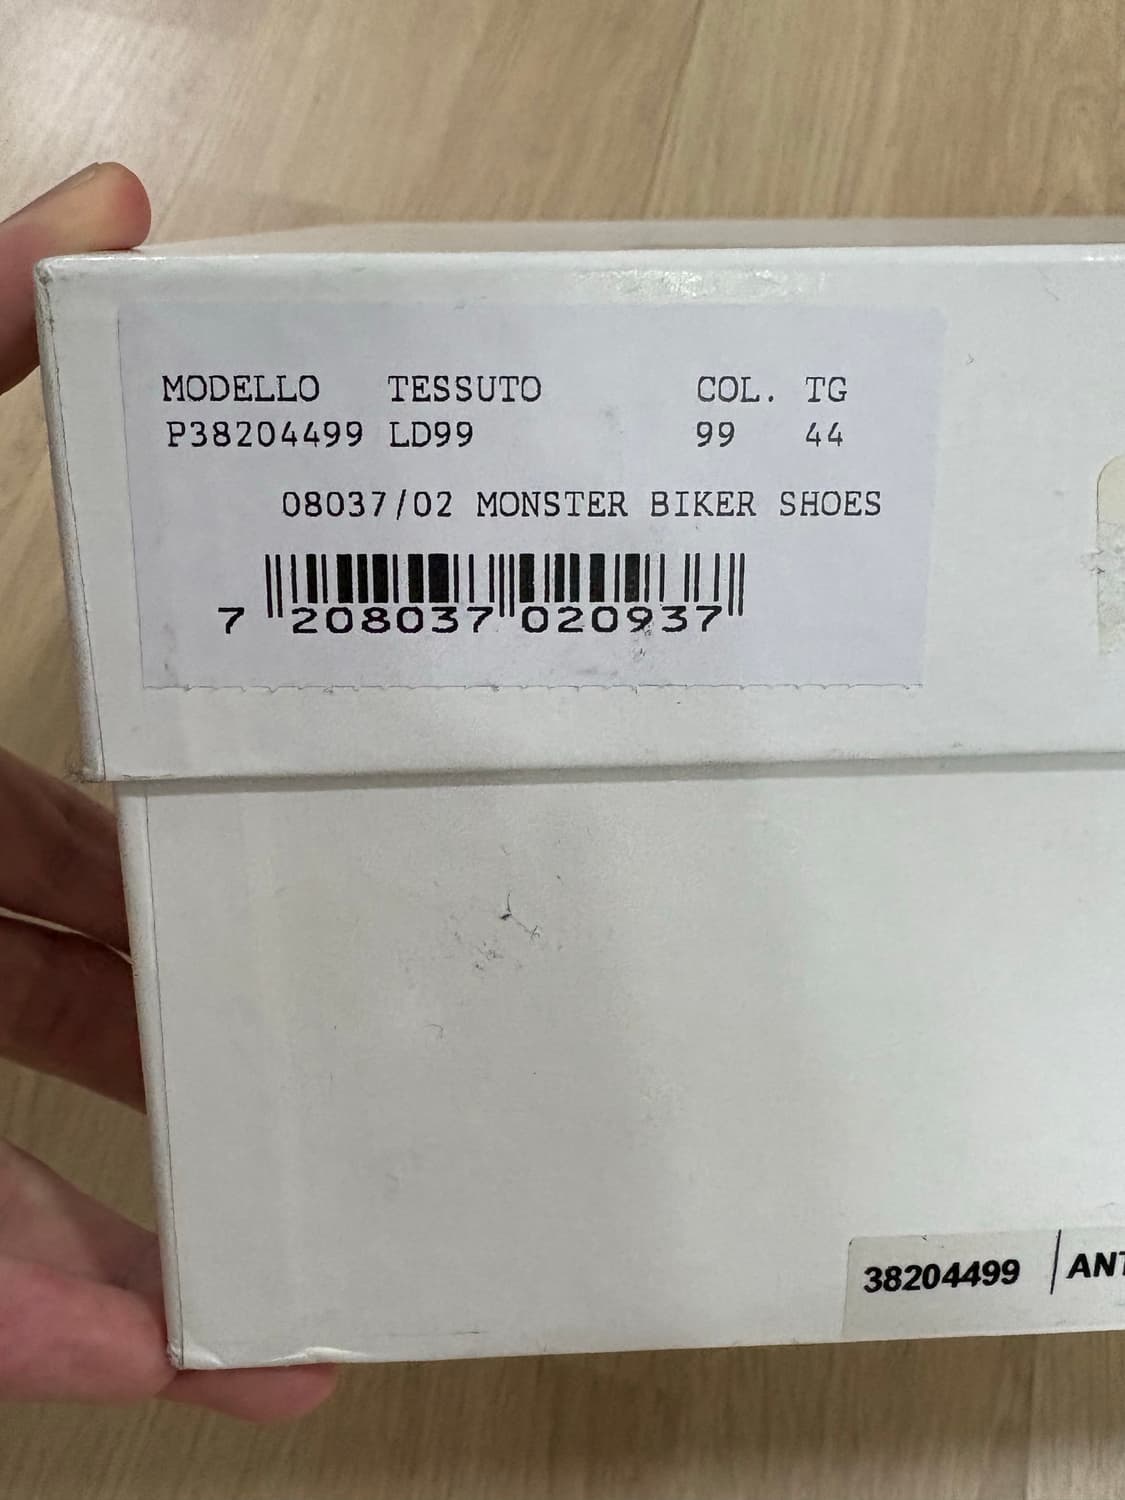 MODELLO TESSUTO COL. TG
P38204499 LD99 99 44
08037/02 MONSTER BIKER SHOES
7 208037 020937
38204499 | ANT